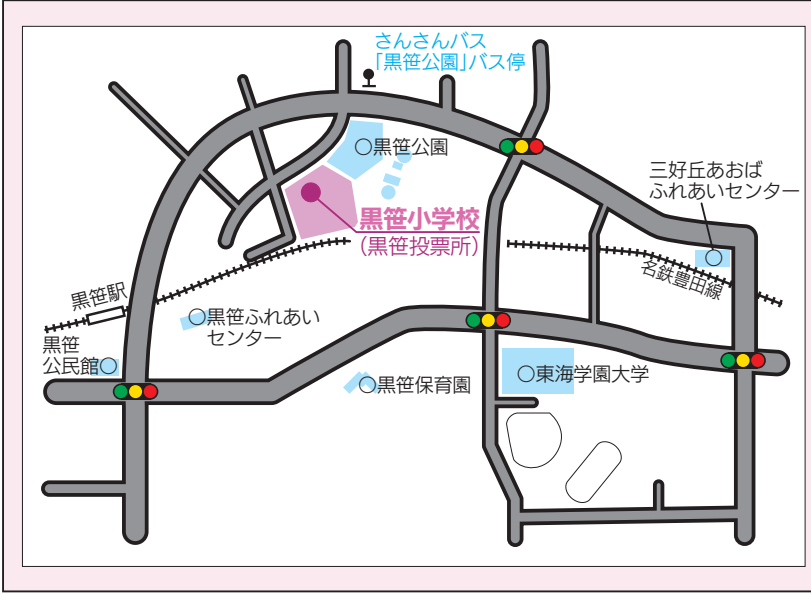 さんさんバス
「黒笹公園」バス停
○黒笹公園
三好丘あおば
ふれあいセンター
黒笹小学校
(黒笹投票所)
名鉄豊田線
黒笹駅
○黒笹ふれあい
センター
黒笹
公民館○
○黒笹保育園
○東海学園大学